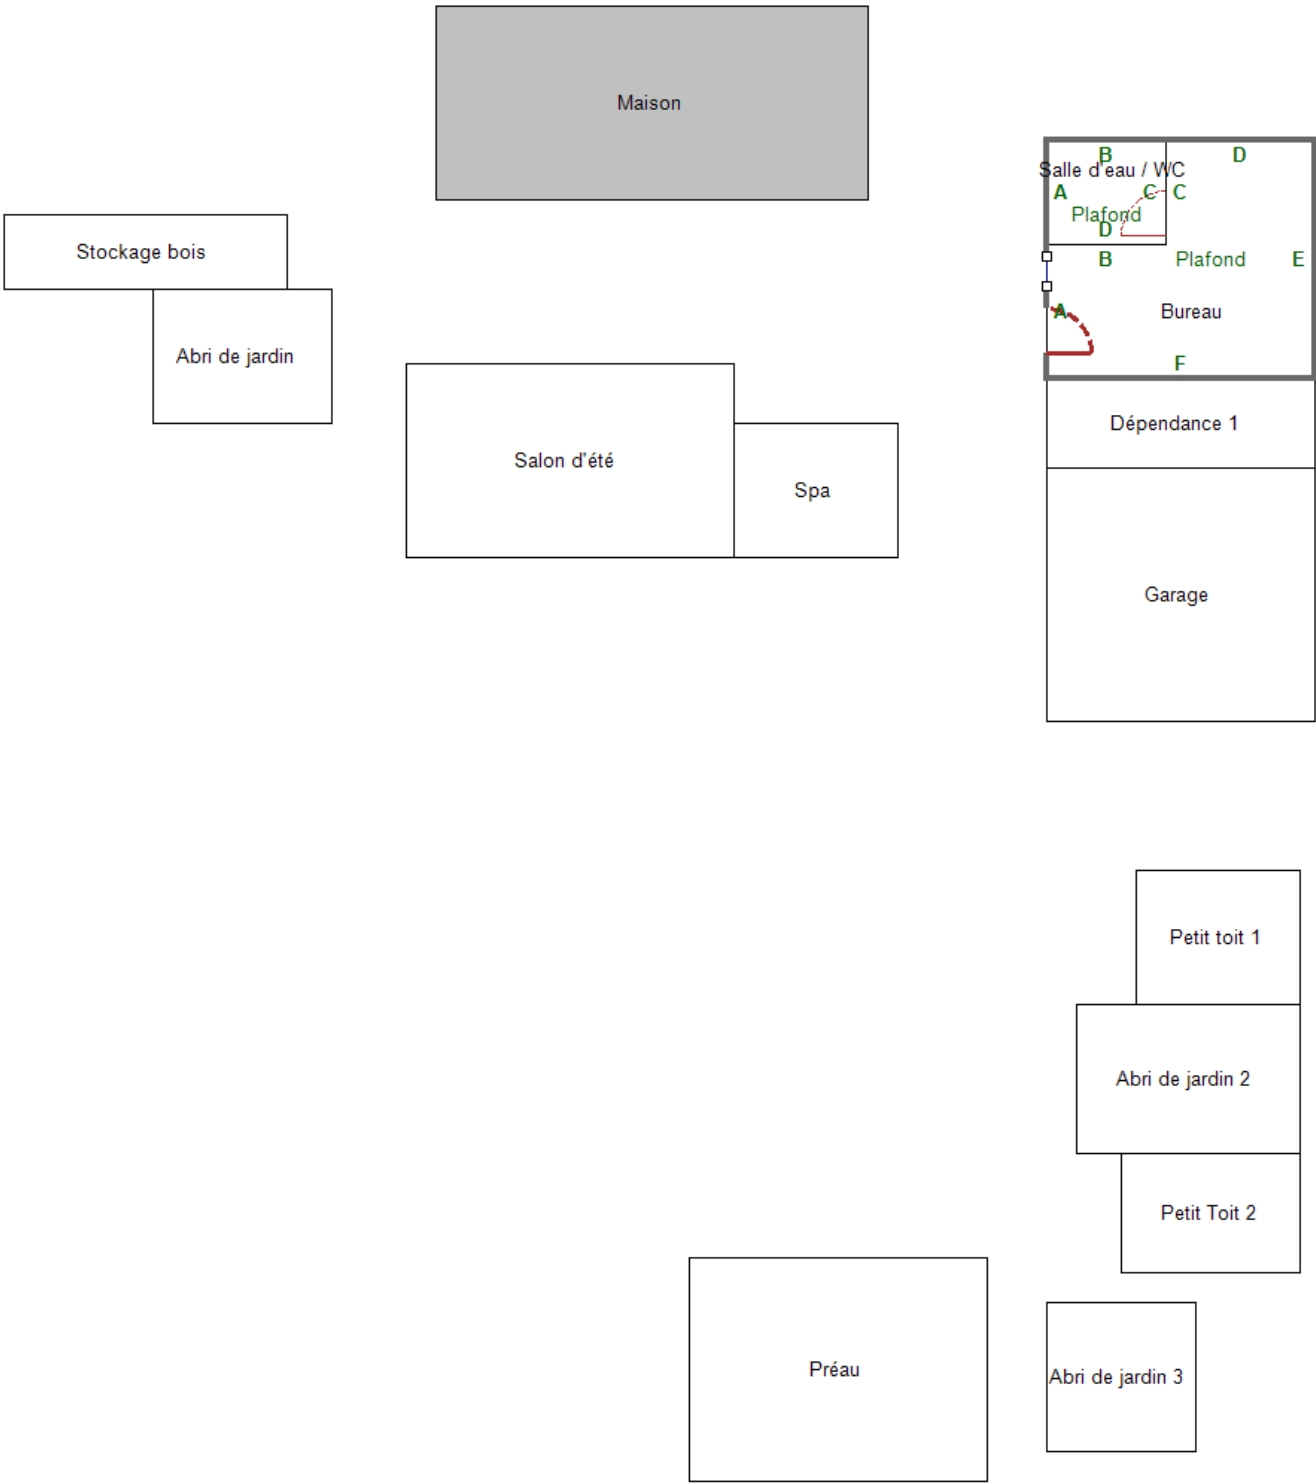 Maison
B
D
Salle d'eau / WC
A
C
C
Plafond
D
Stockage bois
B
Plafond
E
A
Bureau
Abri de jardin
F
Dépendance 1
Salon d'été
Spa
Garage
Petit toit 1
Abri de jardin 2
Petit Toit 2
Préau
Abri de jardin 3